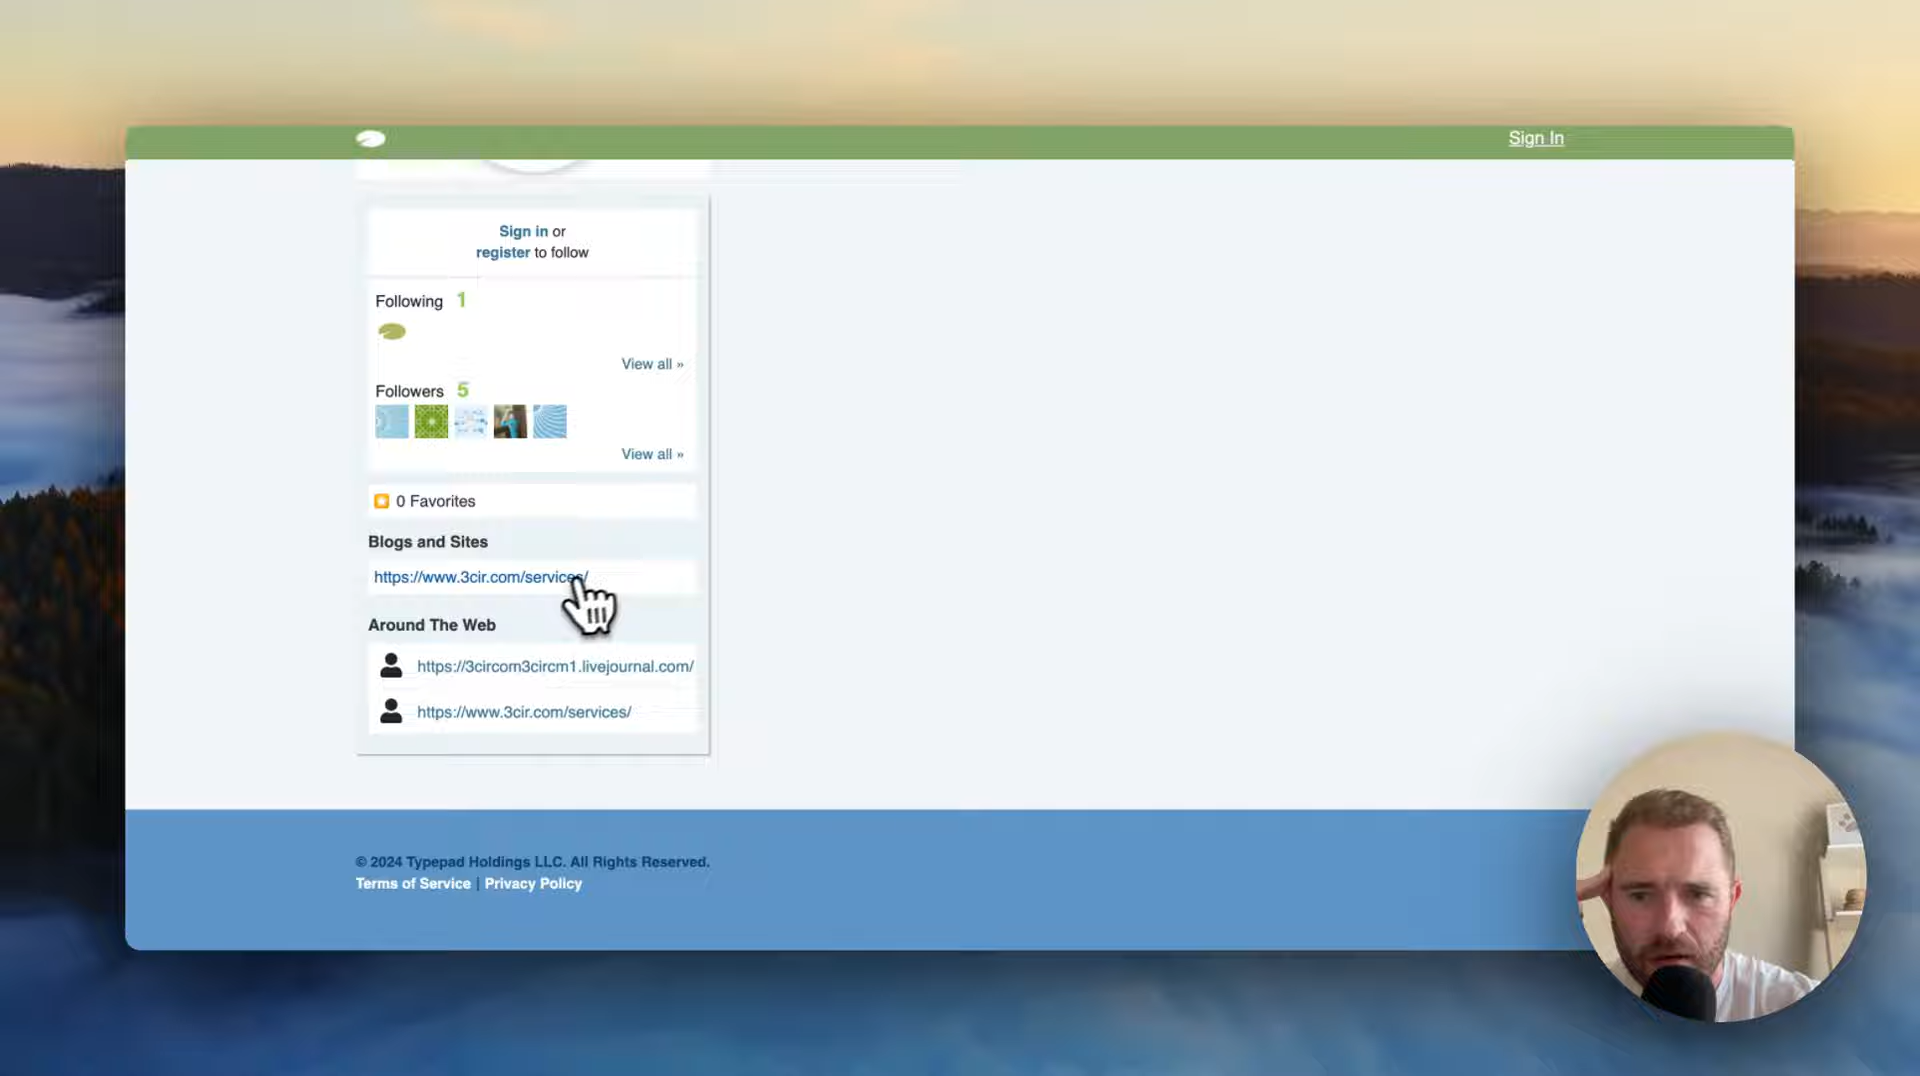 Sign In
Sign in or
register to follow
Following 1
View all »
Followers 5
View all »
0 Favorites
Blogs and Sites
https://www.3cir.com/services/
Around The Web
https://3circom3circm1.livejournal.com/
https://www.3cir.com/services/
© 2024 Typepad Holdings LLC. All Rights Reserved.
Terms of Service | Privacy Policy